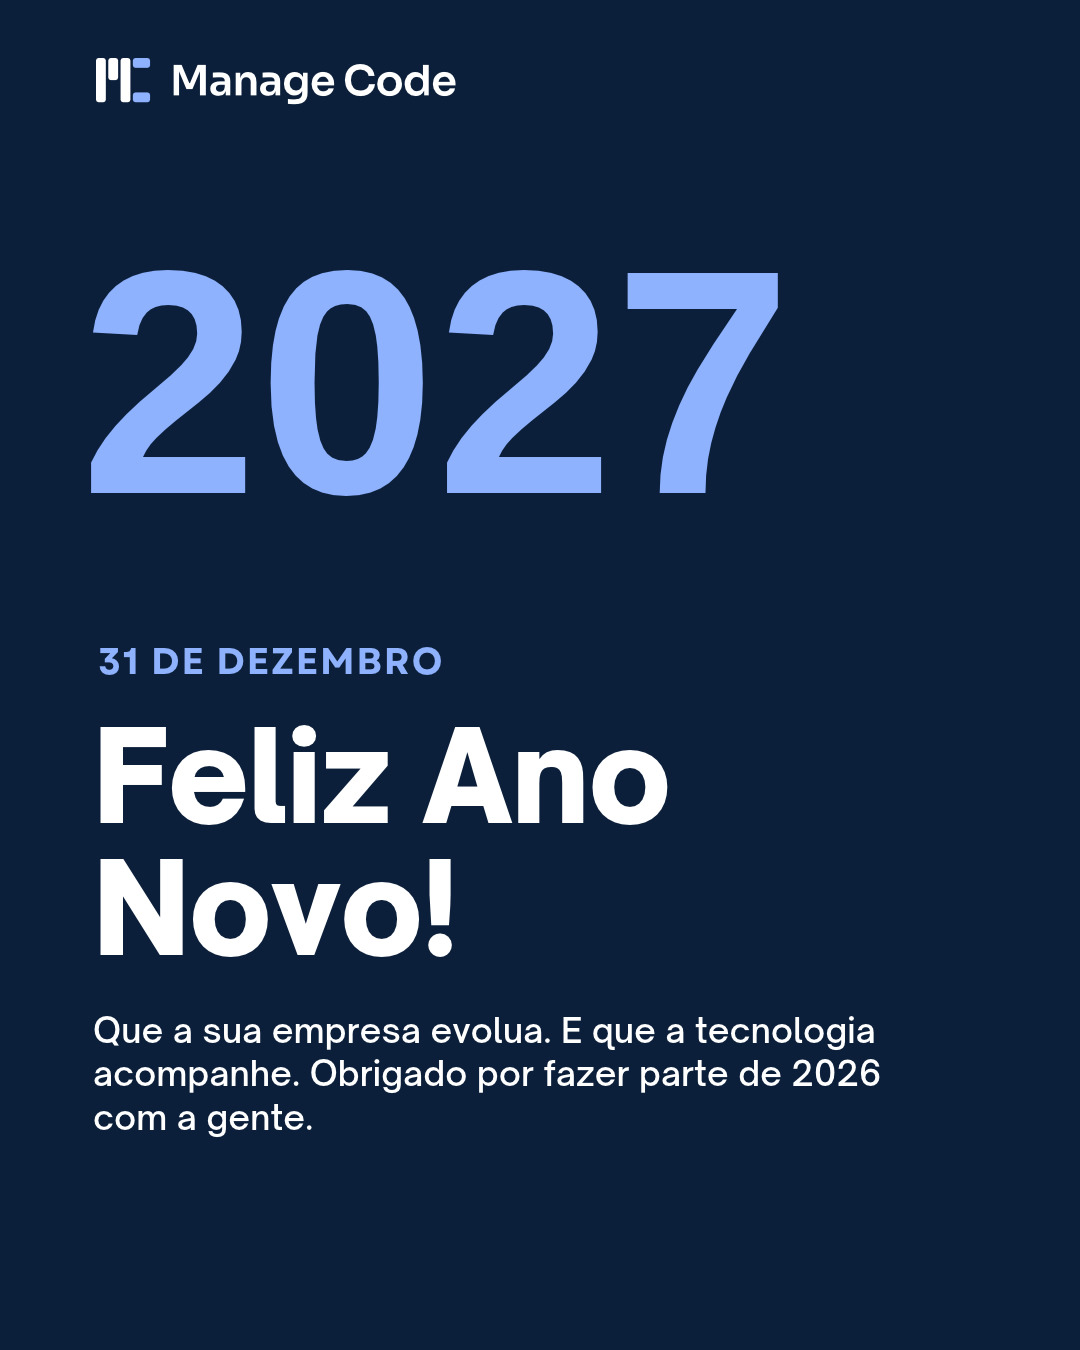 Manage Code
2027
31 DE DEZEMBRO
Feliz Ano
Novo!
Que a sua empresa evolua. E que a tecnologia
acompanhe. Obrigado por fazer parte de 2026
com a gente.